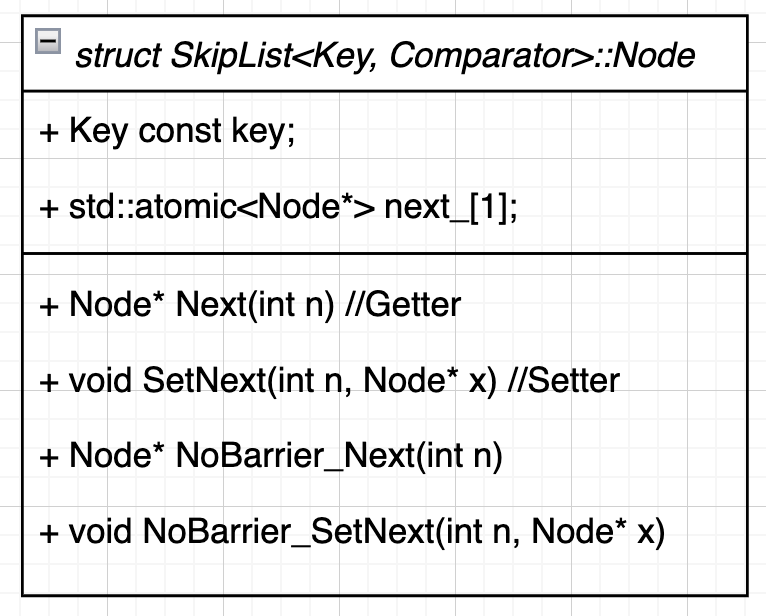 struct SkipList<Key, Comparator>::Node
+ Key const key;
+ std::atomic<Node*> next_[1];
+ Node* Next(int n) //Getter
+ void SetNext(int n, Node* x) //Setter
+ Node* NoBarrier_Next(int n)
+ void NoBarrier_SetNext(int n, Node* x)